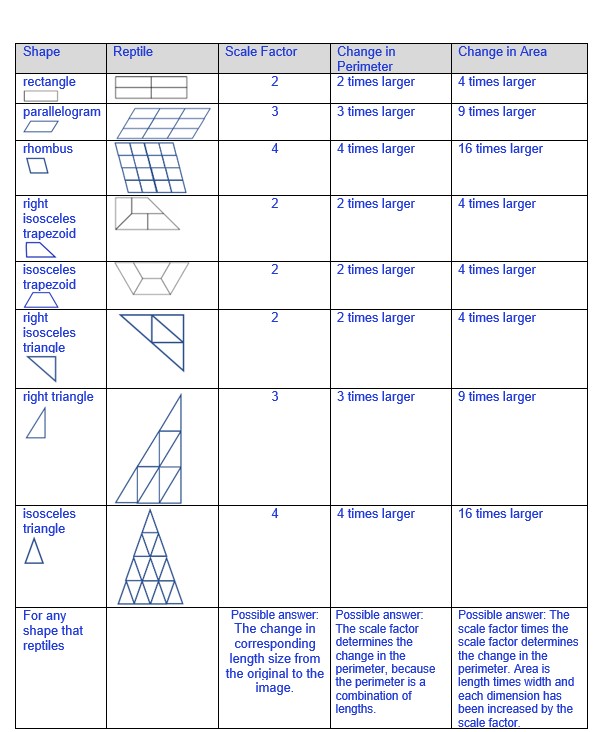 Shape Reptile Scale Factor Change in Perimeter Change in Area
rectangle 2 2 times larger 4 times larger
parallelogram 3 3 times larger 9 times larger
rhombus 4 4 times larger 16 times larger
right isosceles trapezoid 2 2 times larger 4 times larger
isosceles trapezoid 2 2 times larger 4 times larger
right isosceles triangle 2 2 times larger 4 times larger
right triangle 3 3 times larger 9 times larger
isosceles triangle 4 4 times larger 16 times larger
For any
shape that
reptiles
Possible answer:
The change in
corresponding
length size from
the original to the
image.
Possible answer:
The scale factor
determines the
change in the
perimeter, because
the perimeter is a
combination of
lengths.
Possible answer: The
scale factor times the
scale factor determines
the change in the
perimeter. Area is
length times width and
each dimension has
been increased by the
scale factor.